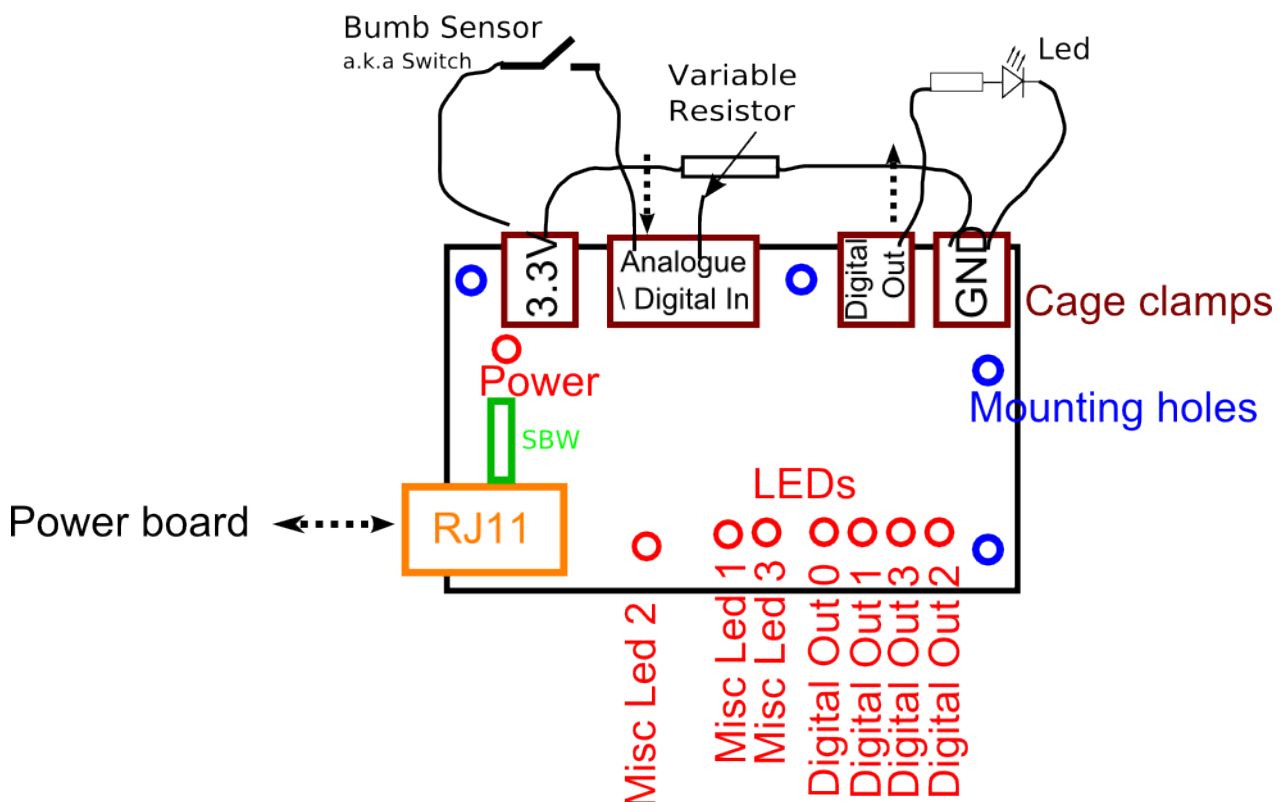 Bumb Sensor
a.k.a Switch
Variable
Resistor
Led
3.3V
Analogue
\ Digital In
Digital
Out
GND
Cage clamps
Power
Mounting holes
SBW
LEDs
Power board
RJ11
Misc Led 2
Misc Led 1
Misc Led 3
Digital Out 0
Digital Out 1
Digital Out 3
Digital Out 2